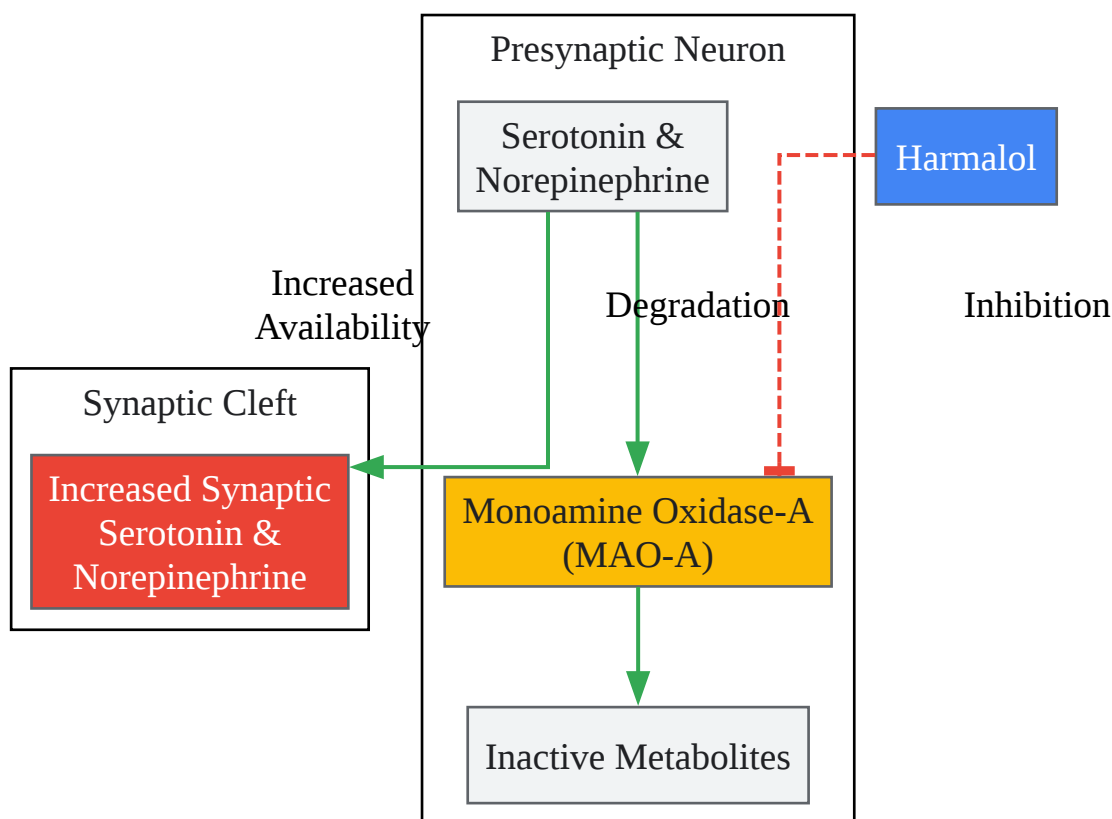 Presynaptic Neuron
Serotonin &
Norepinephrine
Harmalol
Increased
Availability
Degradation
Inhibition
Synaptic Cleft
Increased Synaptic
Serotonin &
Norepinephrine
Monoamine Oxidase-A
(MAO-A)
Inactive Metabolites